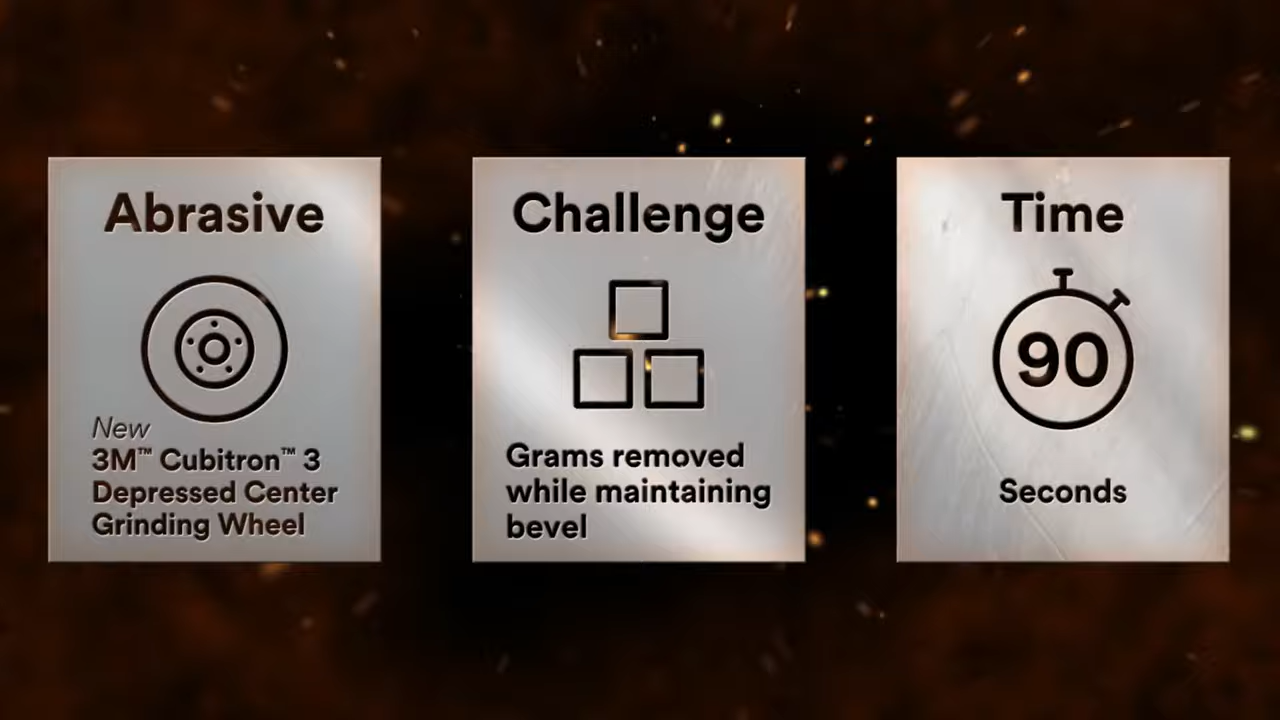 Abrasive
New
3M™ Cubitron™ 3
Depressed Center
Grinding Wheel
Challenge
Grams removed
while maintaining
bevel
Time
90
Seconds